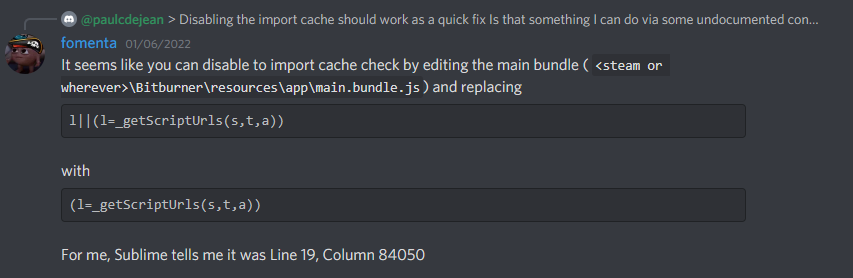 @paulcdejean > Disabling the import cache should work as a quick fix Is that something I can do via some undocumented con...
fomenta 01/06/2022
It seems like you can disable to import cache check by editing the main bundle ( <steam or
wherever>\Bitburner\resources\app\main.bundle.js ) and replacing
l||(l=_getScriptUrls(s,t,a))
with
(l=_getScriptUrls(s,t,a))
For me, Sublime tells me it was Line 19, Column 84050